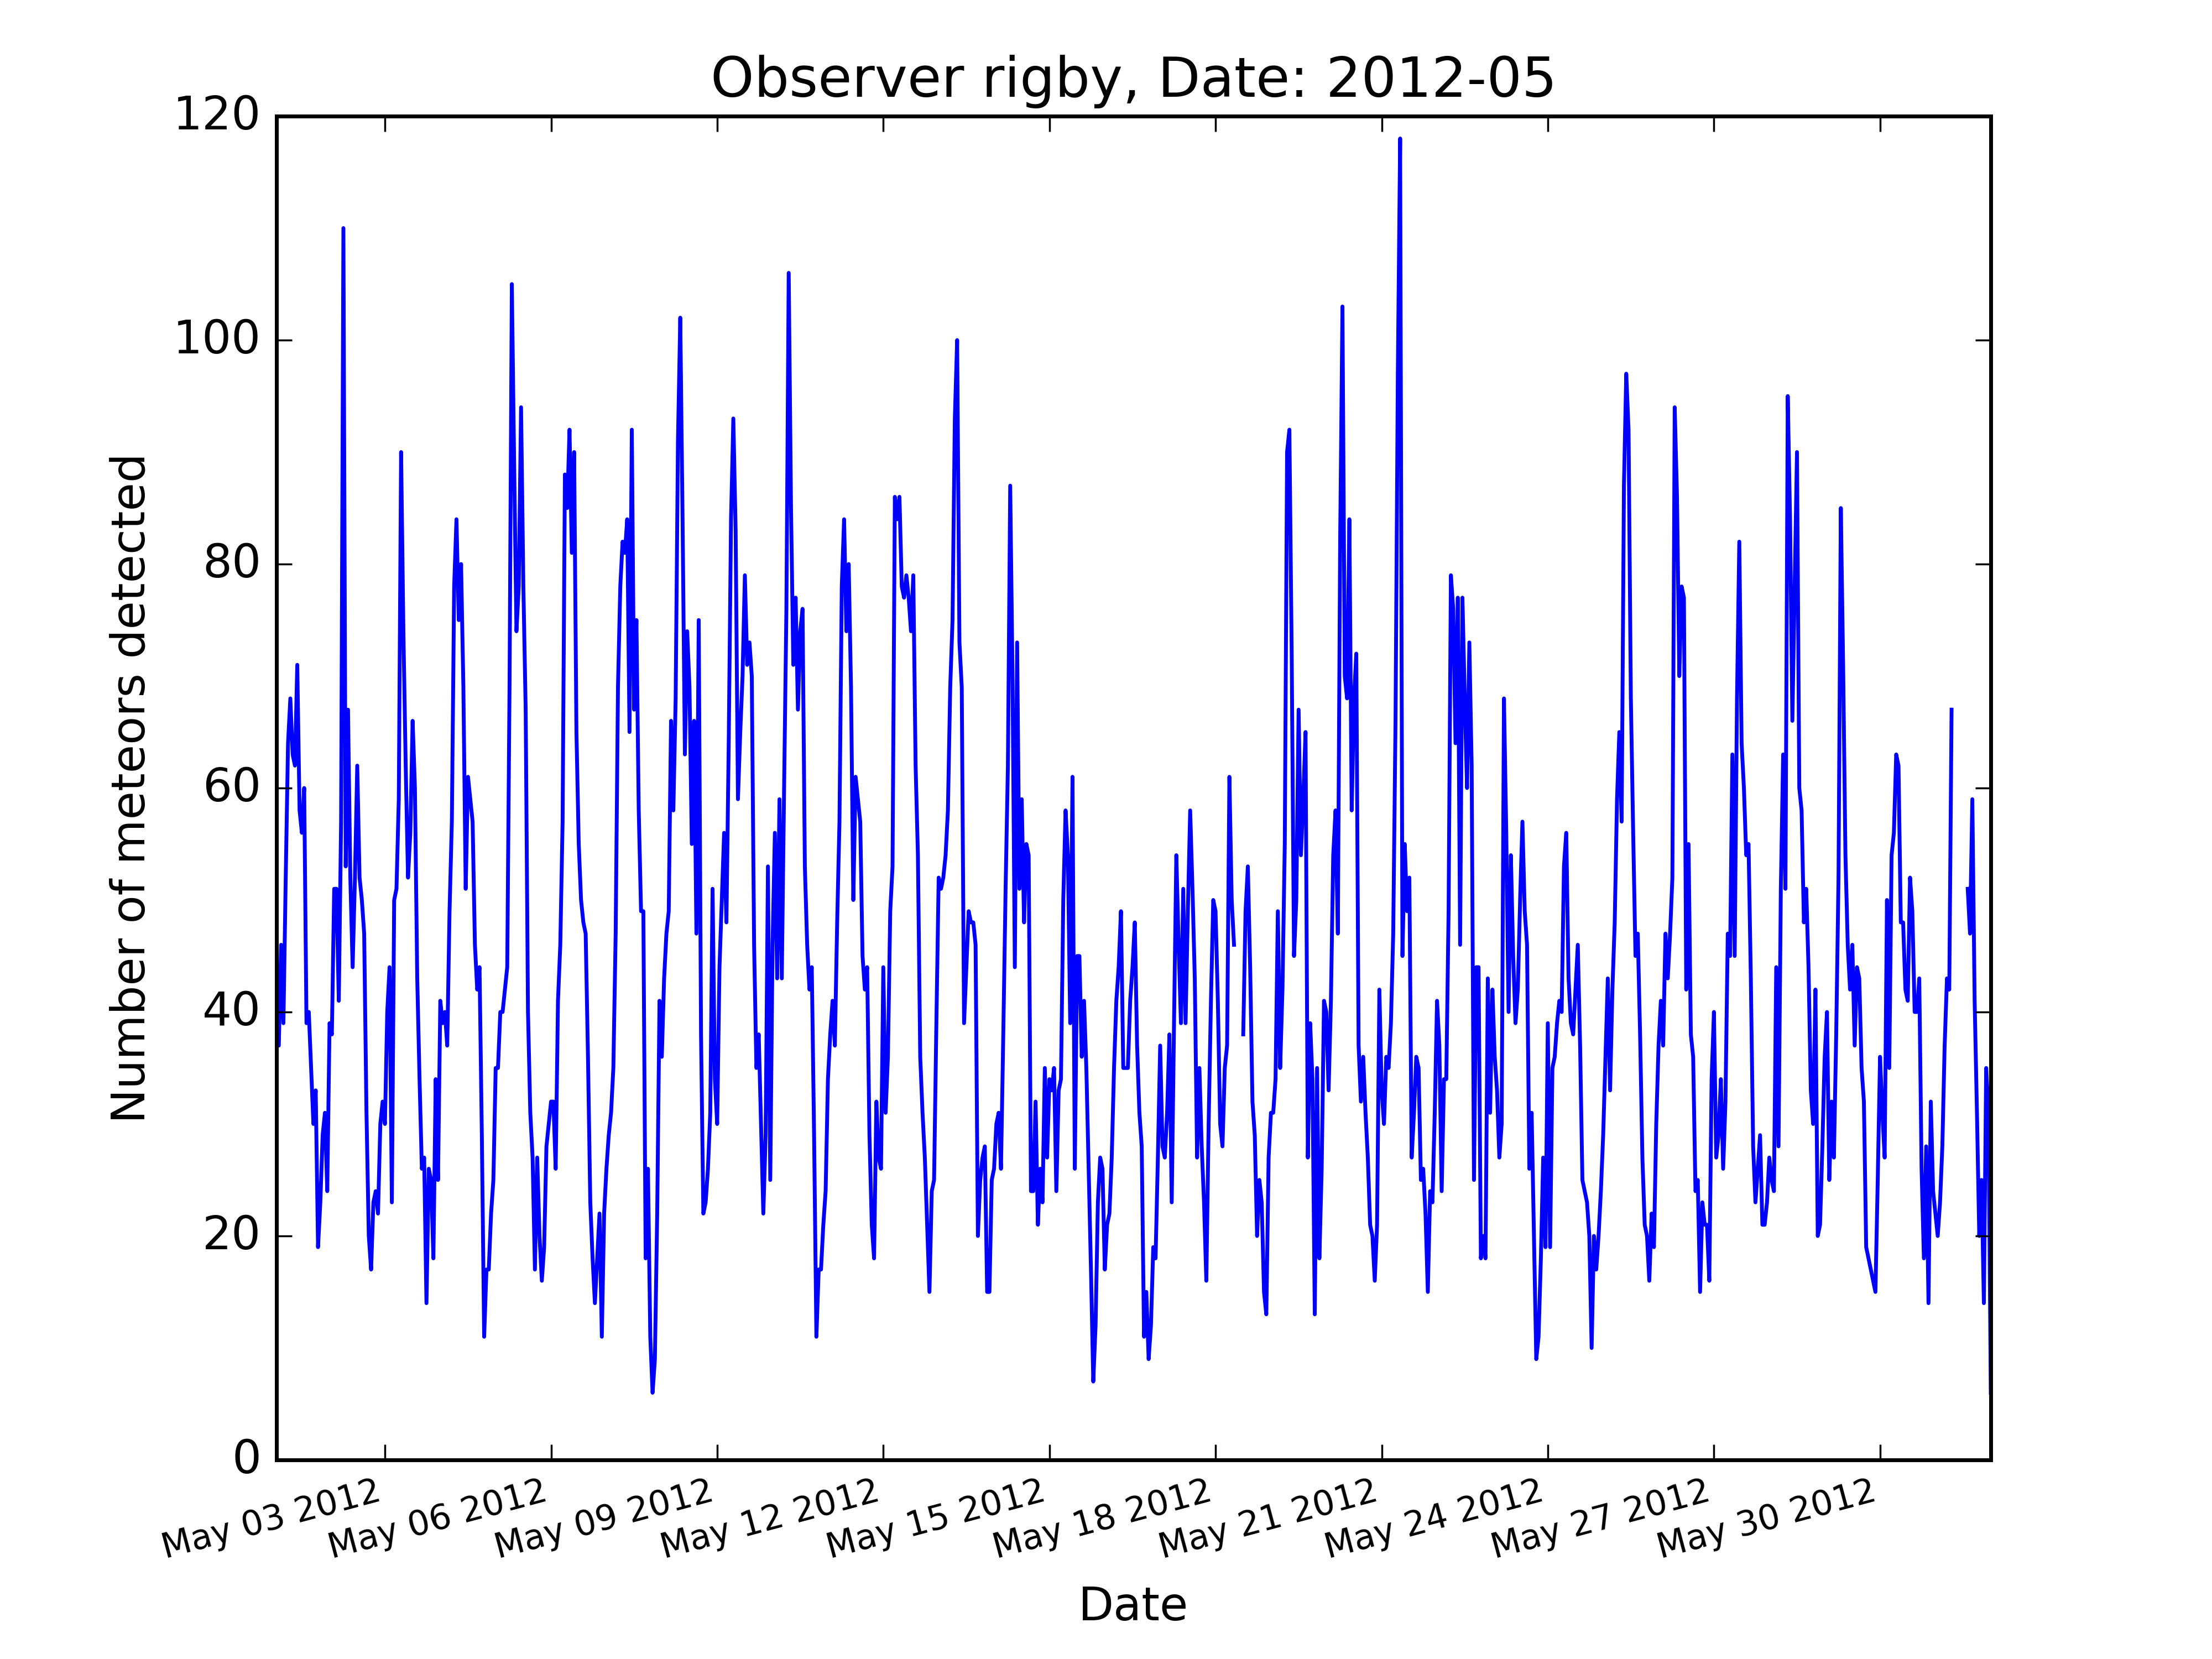 Observer rigby, Date: 2012-05
120
100
80
60
40
20
0
Number of meteors detected
May 03 2012
May 06 2012
May 09 2012
May 12 2012
May 15 2012
May 18 2012
May 21 2012
May 24 2012
May 27 2012
May 30 2012
Date